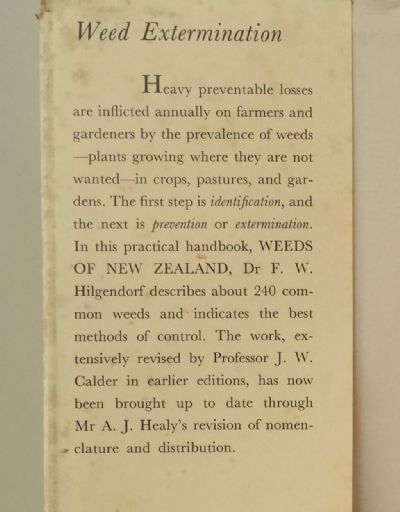 Weed Extermination
Heavy preventable losses
are inflicted annually on farmers and
gardeners by the prevalence of weeds
—plants growing where they are not
wanted—in crops, pastures, and gar-
dens. The first step is identification, and
the next is prevention or extermination.
In this practical handbook, WEEDS
OF NEW ZEALAND, Dr F. W.
Hilgendorf describes about 240 com-
mon weeds and indicates the best
methods of control. The work, ex-
tensively revised by Professor J. W.
Calder in earlier editions, has now
been brought up to date through
Mr A. J. Healy's revision of nomen-
clature and distribution.